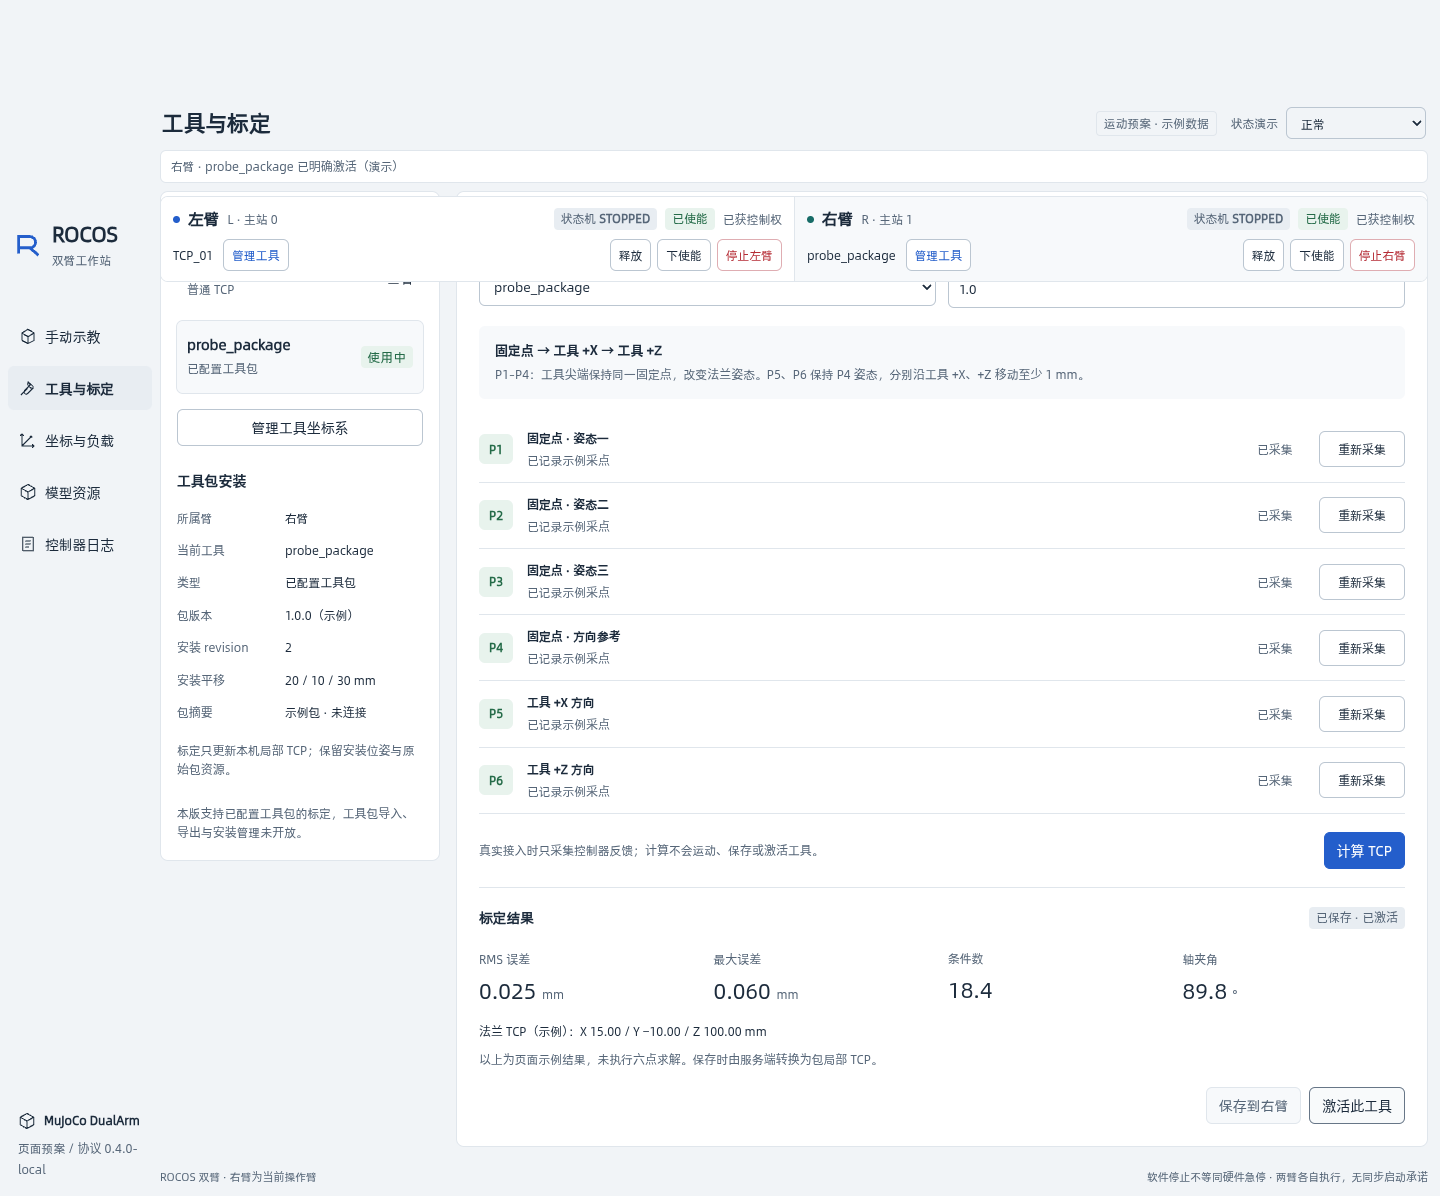 工具与标定
运动预案 · 示例数据
状态演示
正常
右臂 · probe_package 已明确激活（演示）
ROCOS
双臂工作站
左臂 L · 主站 0
状态机 STOPPED
已使能
已获控制权
TCP_01
管理工具
释放
下使能
停止左臂
右臂 R · 主站 1
状态机 STOPPED
已使能
已获控制权
probe_package
管理工具
释放
下使能
停止右臂
手动示教
工具与标定
坐标与负载
模型资源
控制器日志
普通 TCP
probe_package
已配置工具包
使用中
管理工具坐标系
工具包安装
所属臂 右臂
当前工具 probe_package
类型 已配置工具包
包版本 1.0.0（示例）
安装 revision 2
安装平移 20 / 10 / 30 mm
包摘要 示例包 · 未连接
标定只更新本机局部 TCP；保留安装位姿与原
始包资源。
本版支持已配置工具包的标定，工具包导入、
导出与安装管理未开放。
probe_package
1.0
固定点 → 工具 +X → 工具 +Z
P1–P4：工具尖端保持同一固定点，改变法兰姿态。P5、P6 保持 P4 姿态，分别沿工具 +X、+Z 移动至少 1 mm。
P1
固定点 · 姿态一
已记录示例采点
已采集
重新采集
P2
固定点 · 姿态二
已记录示例采点
已采集
重新采集
P3
固定点 · 姿态三
已记录示例采点
已采集
重新采集
P4
固定点 · 方向参考
已记录示例采点
已采集
重新采集
P5
工具 +X 方向
已记录示例采点
已采集
重新采集
P6
工具 +Z 方向
已记录示例采点
已采集
重新采集
真实接入时只采集控制器反馈；计算不会运动、保存或激活工具。
计算 TCP
标定结果
已保存 · 已激活
RMS 误差
0.025 mm
最大误差
0.060 mm
条件数
18.4
轴夹角
89.8 °
法兰 TCP（示例）：X 15.00 / Y −10.00 / Z 100.00 mm
以上为页面示例结果，未执行六点求解。保存时由服务端转换为包局部 TCP。
保存到右臂
激活此工具
MuJoCo DualArm
页面预案 / 协议 0.4.0-
local
ROCOS 双臂 · 右臂为当前操作臂
软件停止不等同硬件急停 · 两臂各自执行，无同步启动承诺